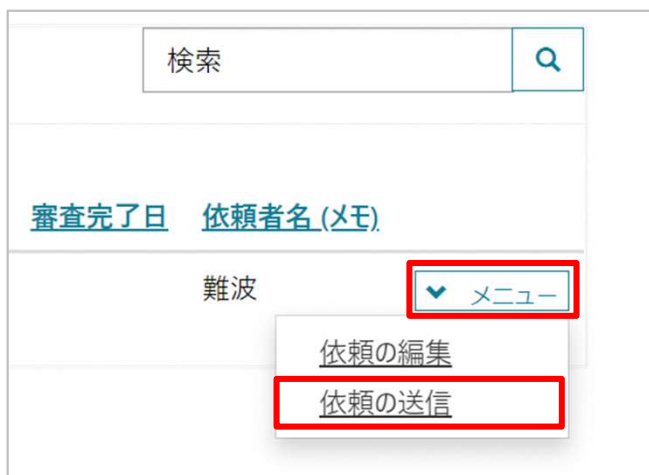 検索
審査完了日 依頼者名 (メモ)
難波 メニュー
依頼の編集
依頼の送信